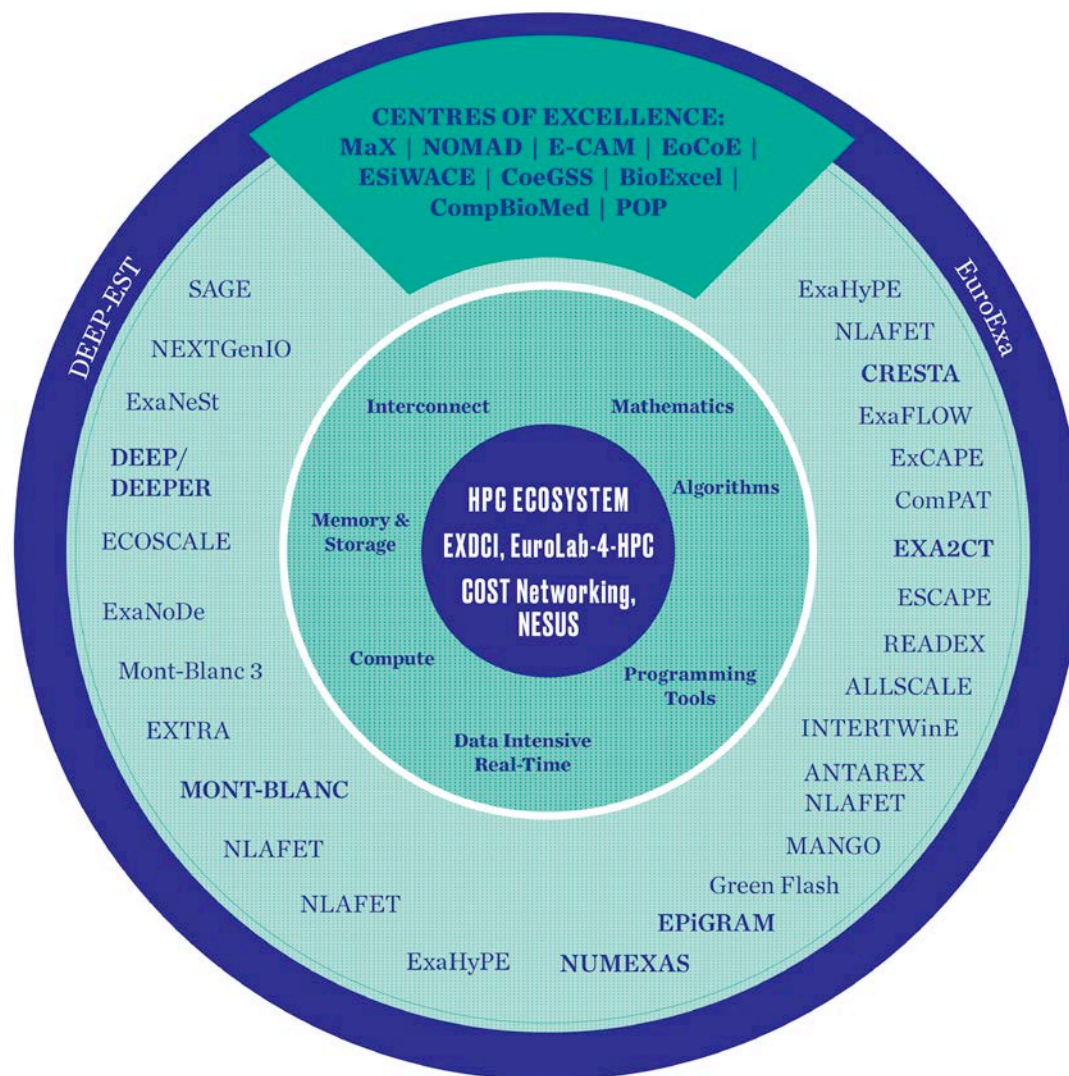 CENTRES OF EXCELLENCE:
MaX | NOMAD | E-CAM | EoCoE |
ESiWACE | CoeGSS | BioExcel |
CompBioMed | POP
DEEP-EST
EuroExa
SAGE
NEXTGenIO
ExaNeSt
DEEP/
DEEPER
ECOSCALE
ExaNoDe
Mont-Blanc 3
EXTRA
MONT-BLANC
NLAFET
NLAFET
ExaHyPE
NUMEXAS
EPiGRAM
Green Flash
MANGO
NLAFET
ANTAREX
INTERTWinE
ALLSCALE
READEX
ESCAPE
EXA2CT
ComPAT
ExCAPE
ExaFLOW
CRESTA
NLAFET
ExaHyPE
Interconnect
Mathematics
Memory &
Storage
Algorithms
Compute
Programming
Tools
Data Intensive
Real-Time
HPC ECOSYSTEM
EXDCI, EuroLab-4-HPC
COST Networking,
NESUS